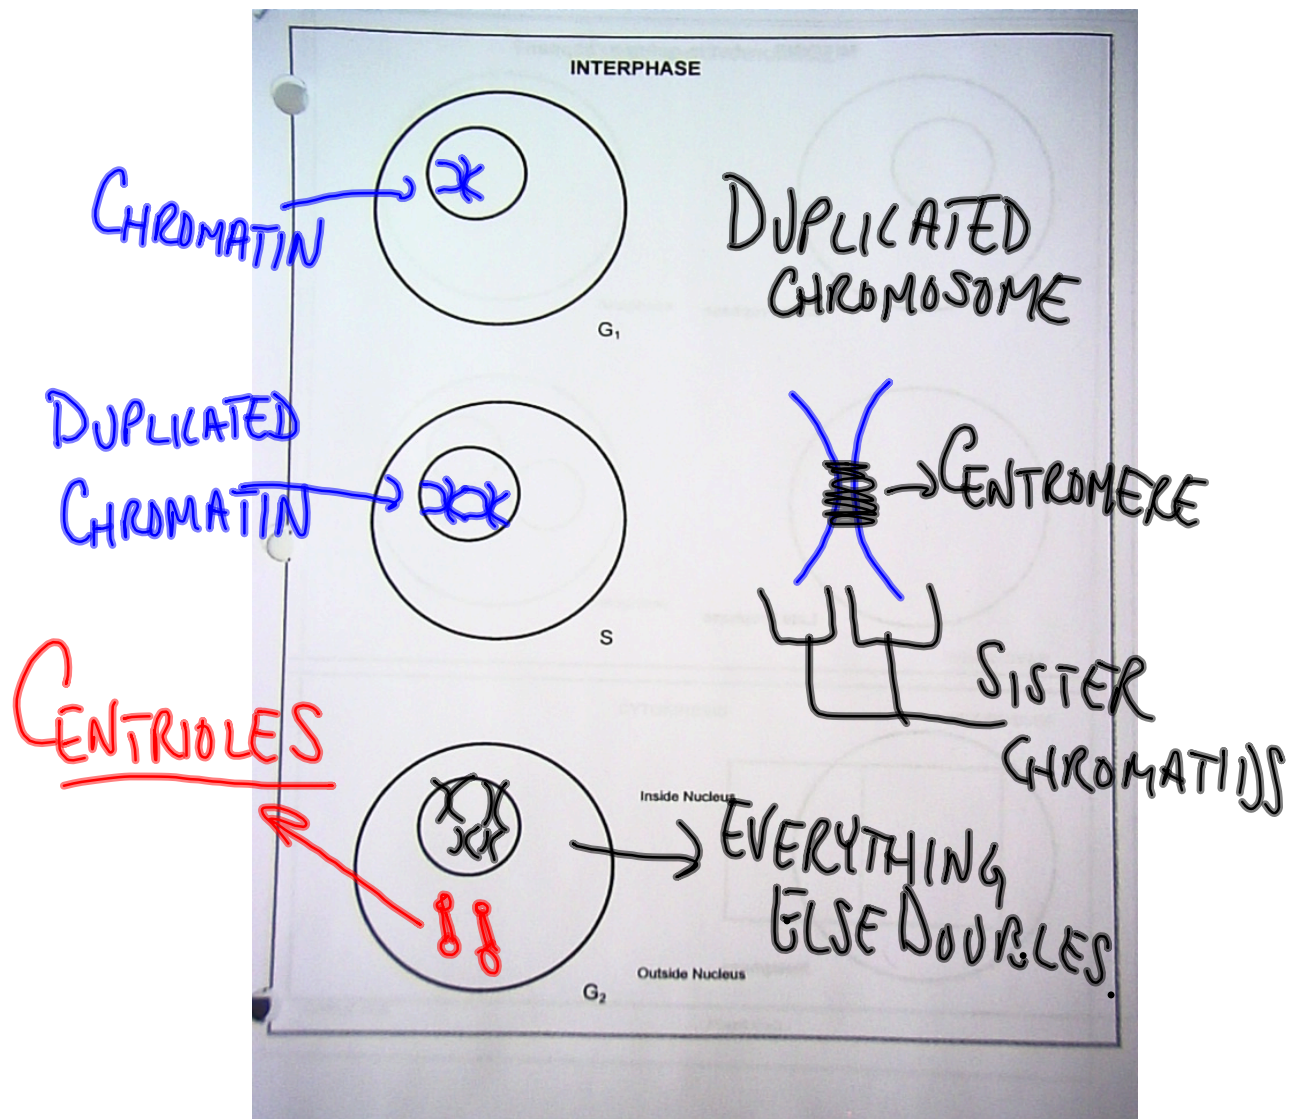 INTERPHASE
CHROMATIN
G₁
DUPLICATED
CHROMOSOME
DUPLICATED
CHROMATIN
S
CENTROMERE
SISTER
CHROMATIDS
CENTRIOLES
Inside Nucleus
EVERYTHING
ELSE DOUBLES.
Outside Nucleus
G₂